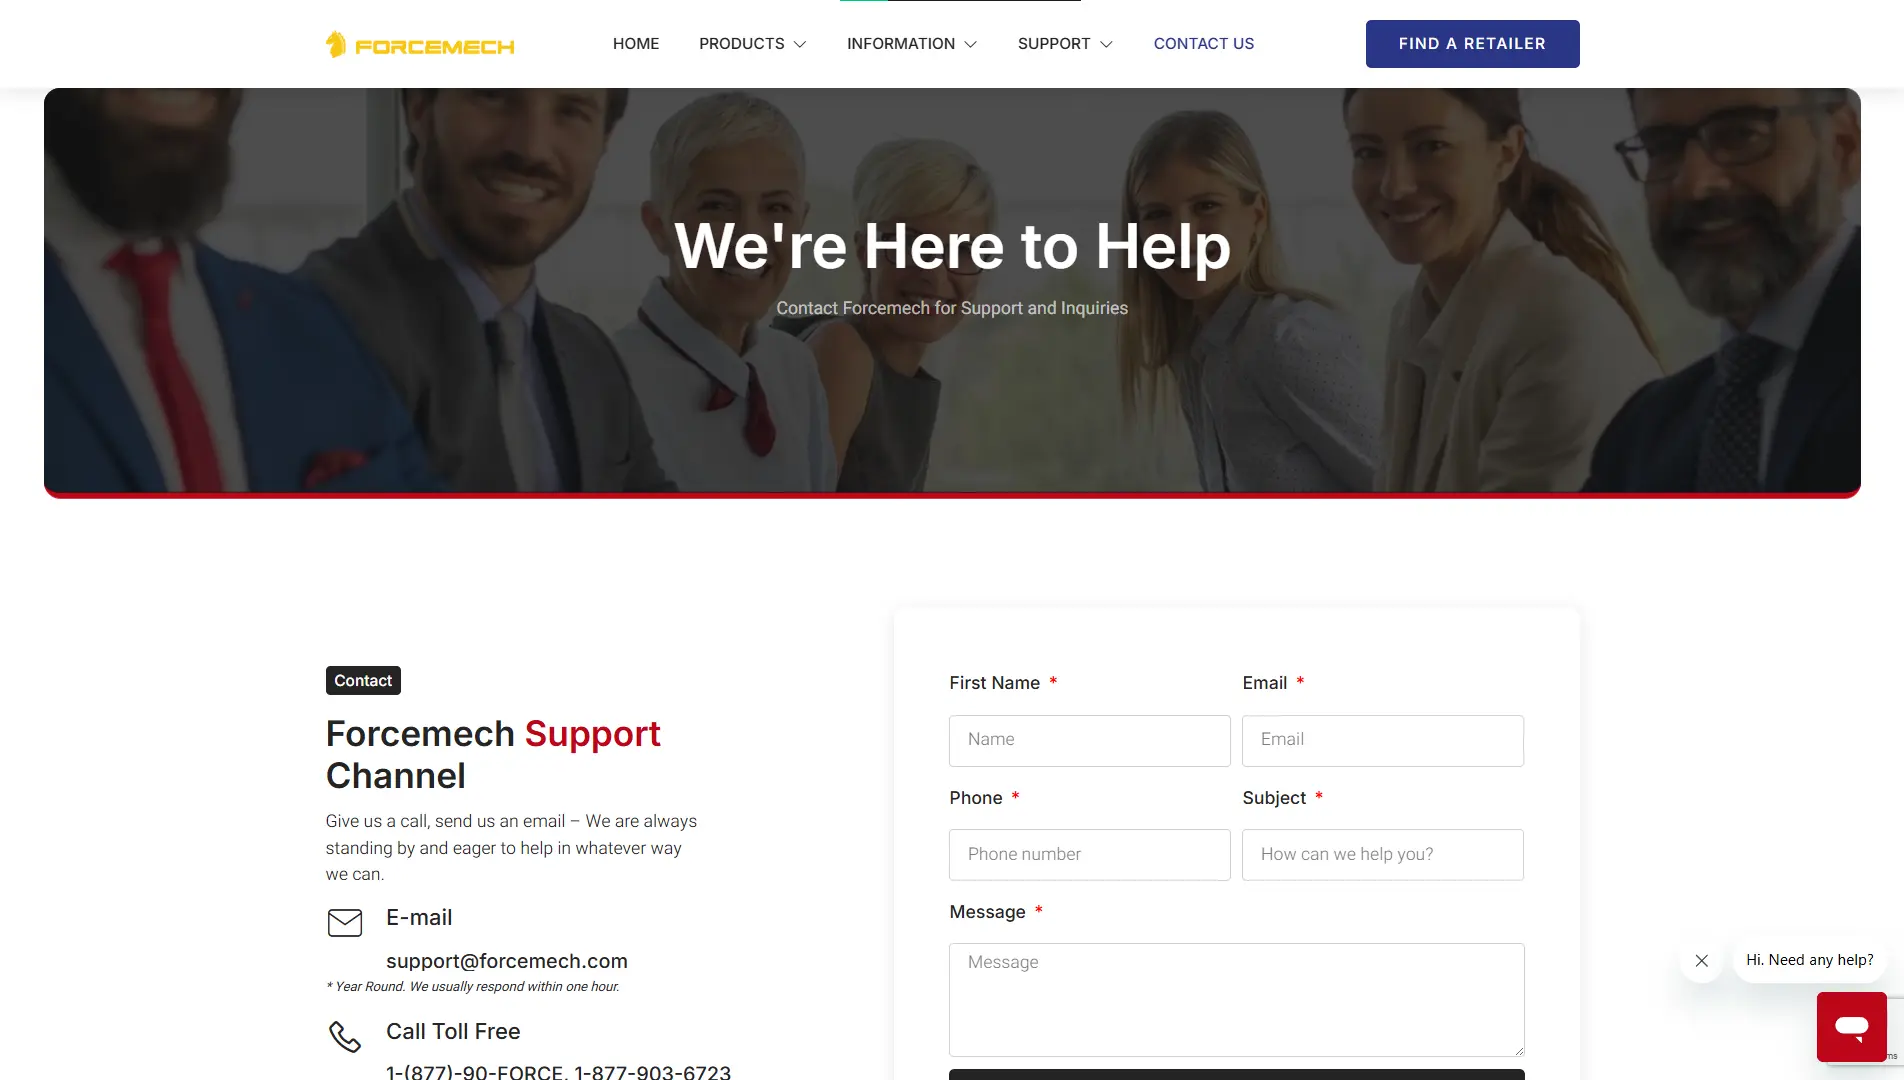 FORCEMECH
HOME
PRODUCTS
INFORMATION
SUPPORT
CONTACT US
FIND A RETAILER
We're Here to Help
Contact Forcemech for Support and Inquiries
Contact
Forcemech Support
Channel
Give us a call, send us an email – We are always
standing by and eager to help in whatever way
we can.
E-mail
support@forcemech.com
* Year Round. We usually respond within one hour.
Call Toll Free
1-(877)-90-FORCE, 1-877-903-6723
First Name *
Email *
Name
Email
Phone *
Subject *
Phone number
How can we help you?
Message *
Message
Hi. Need any help?